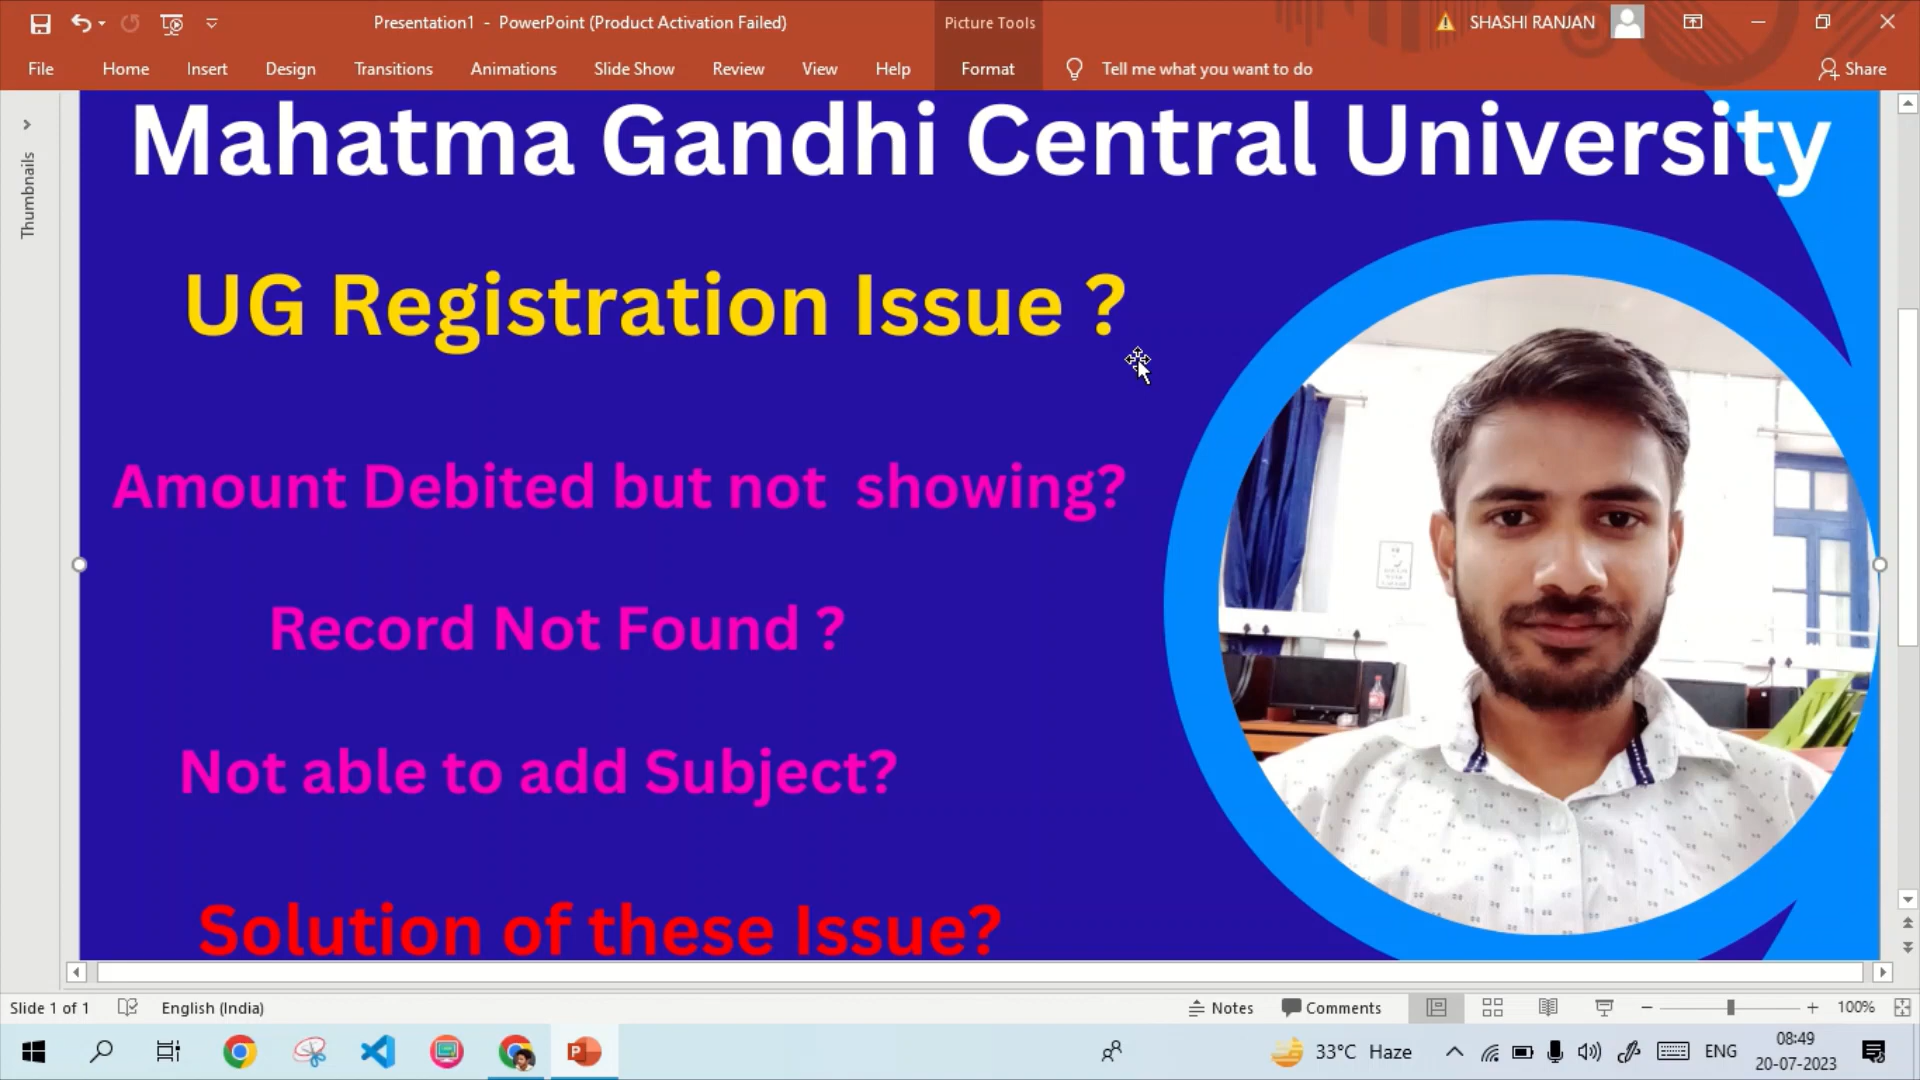 Presentation1 - PowerPoint (Product Activation Failed)
Picture Tools
SHASHI RANJAN
File Home Insert Design Transitions Animations Slide Show Review View Help Format Tell me what you want to do Share
Thumbnails
Mahatma Gandhi Central University
UG Registration Issue ?
Amount Debited but not showing?
Record Not Found ?
Not able to add Subject?
Solution of these Issue?
Slide 1 of 1 English (India) Notes Comments 100%
33°C Haze ENG 08:49
20-07-2023